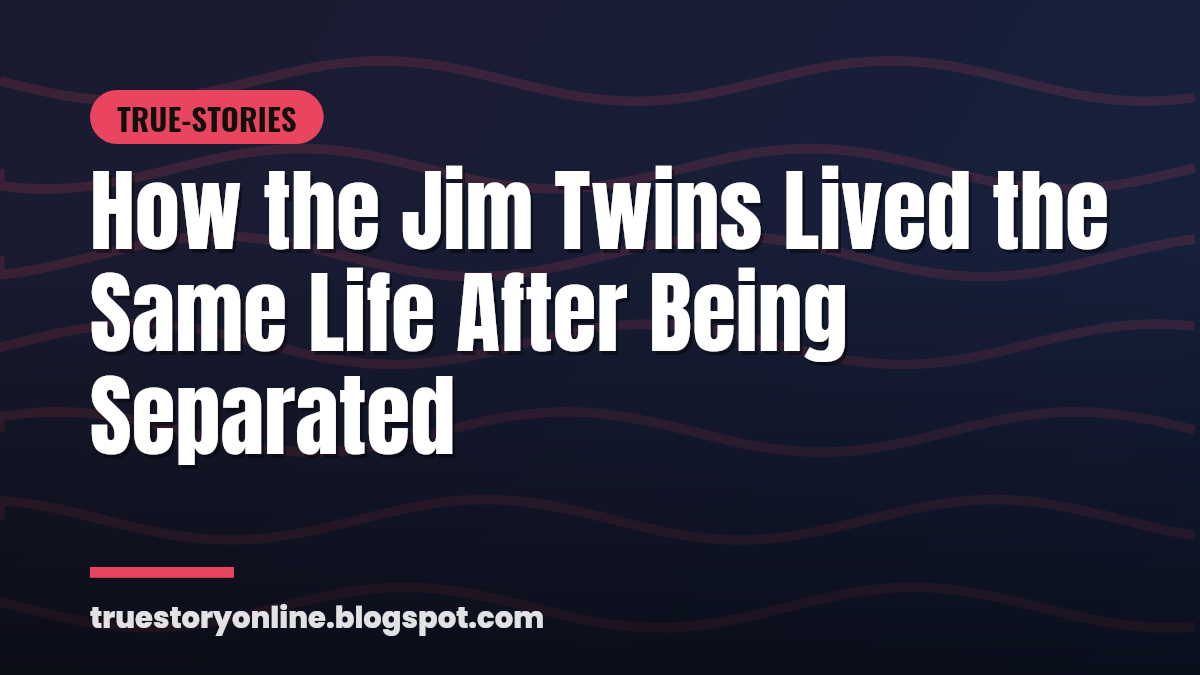 TRUE-STORIES
How the Jim Twins Lived the
Same Life After Being
Separated
truestoryonline.blogspot.com